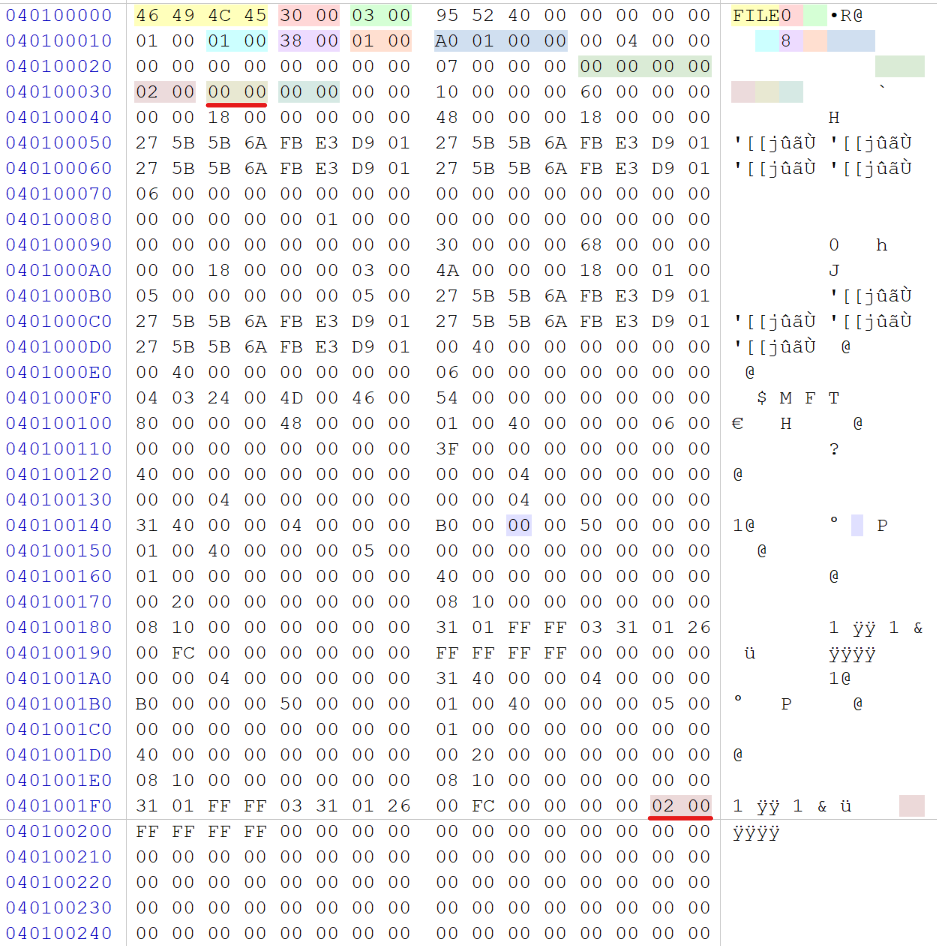 040100000 46 49 4C 45 30 00 03 00 95 52 40 00 00 00 00 00 FILE0 •R@
040100010 01 00 01 00 38 00 01 00 A0 01 00 00 00 04 00 00 8
040100020 00 00 00 00 00 00 00 00 07 00 00 00 00 00 00 00
040100030 02 00 00 00 00 00 00 00 10 00 00 00 60 00 00 00 `
040100040 00 00 18 00 00 00 00 00 48 00 00 00 18 00 00 00 H
040100050 27 5B 5B 6A FB E3 D9 01 27 5B 5B 6A FB E3 D9 01 '[[jûãÙ '[[jûãÙ
040100060 27 5B 5B 6A FB E3 D9 01 27 5B 5B 6A FB E3 D9 01 '[[jûãÙ '[[jûãÙ
040100070 06 00 00 00 00 00 00 00 00 00 00 00 00 00 00 00
040100080 00 00 00 00 00 01 00 00 00 00 00 00 00 00 00 00
040100090 00 00 00 00 00 00 00 00 30 00 00 00 68 00 00 00 0 h
0401000A0 00 00 18 00 00 00 03 00 4A 00 00 00 18 00 01 00 J
0401000B0 05 00 00 00 00 00 05 00 27 5B 5B 6A FB E3 D9 01 '[[jûãÙ
0401000C0 27 5B 5B 6A FB E3 D9 01 27 5B 5B 6A FB E3 D9 01 '[[jûãÙ '[[jûãÙ
0401000D0 27 5B 5B 6A FB E3 D9 01 00 40 00 00 00 00 00 00 '[[jûãÙ @
0401000E0 00 40 00 00 00 00 00 00 06 00 00 00 00 00 00 00 @
0401000F0 04 03 24 00 4D 00 46 00 54 00 00 00 00 00 00 00 $ M F T
040100100 80 00 00 00 48 00 00 00 01 00 40 00 00 00 06 00 € H @
040100110 00 00 00 00 00 00 00 00 3F 00 00 00 00 00 00 00 ?
040100120 40 00 00 00 00 00 00 00 00 00 04 00 00 00 00 00 @
040100130 00 00 04 00 00 00 00 00 00 00 04 00 00 00 00 00
040100140 31 40 00 00 04 00 00 00 B0 00 00 00 50 00 00 00 1@ ° P
040100150 01 00 40 00 00 00 05 00 00 00 00 00 00 00 00 00 @
040100160 01 00 00 00 00 00 00 00 40 00 00 00 00 00 00 00 @
040100170 00 20 00 00 00 00 00 00 08 10 00 00 00 00 00 00
040100180 08 10 00 00 00 00 00 00 31 01 FF FF 03 31 01 26 1 ÿÿ 1 &
040100190 00 FC 00 00 00 00 00 00 FF FF FF FF 00 00 00 00 ü ÿÿÿÿ
0401001A0 00 00 04 00 00 00 00 00 31 40 00 00 04 00 00 00 1@
0401001B0 B0 00 00 00 50 00 00 00 01 00 40 00 00 00 05 00 ° P @
0401001C0 00 00 00 00 00 00 00 00 01 00 00 00 00 00 00 00
0401001D0 40 00 00 00 00 00 00 00 00 20 00 00 00 00 00 00 @
0401001E0 08 10 00 00 00 00 00 00 08 10 00 00 00 00 00 00
0401001F0 31 01 FF FF 03 31 01 26 00 FC 00 00 00 00 02 00 1 ÿÿ 1 & ü
040100200 FF FF FF FF 00 00 00 00 00 00 00 00 00 00 00 00 ÿÿÿÿ
040100210 00 00 00 00 00 00 00 00 00 00 00 00 00 00 00 00
040100220 00 00 00 00 00 00 00 00 00 00 00 00 00 00 00 00
040100230 00 00 00 00 00 00 00 00 00 00 00 00 00 00 00 00
040100240 00 00 00 00 00 00 00 00 00 00 00 00 00 00 00 00